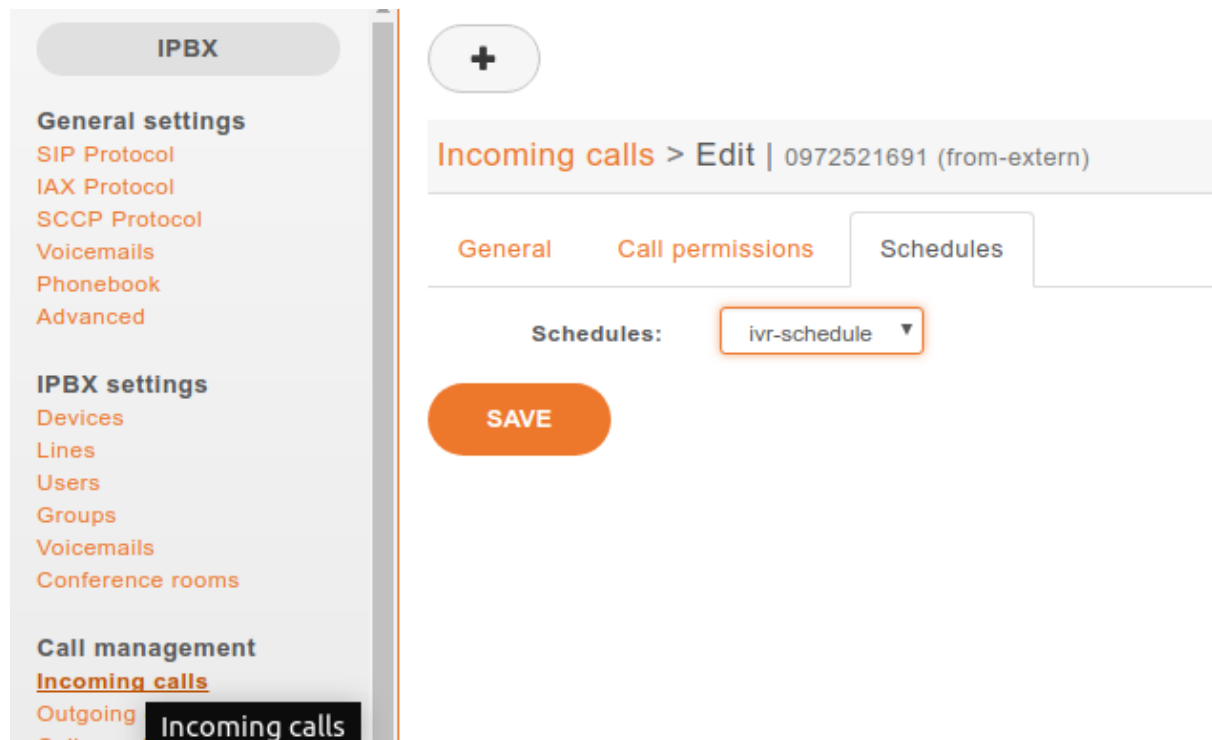 IPBX
General settings
SIP Protocol
IAX Protocol
SCCP Protocol
Voicemails
Phonebook
Advanced
IPBX settings
Devices
Lines
Users
Groups
Voicemails
Conference rooms
Call management
Incoming calls
Outgoing
Incoming calls
Incoming calls > Edit | 0972521691 (from-extern)
General Call permissions Schedules
Schedules: ivr-schedule
SAVE